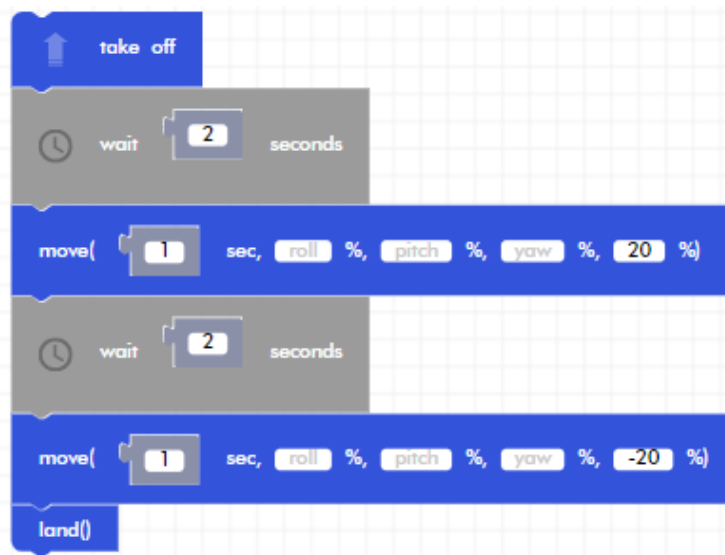 take off
wait 2 seconds
move( 1 sec, roll %, pitch %, yaw %, 20 %)
wait 2 seconds
move( 1 sec, roll %, pitch %, yaw %, -20 %)
land()